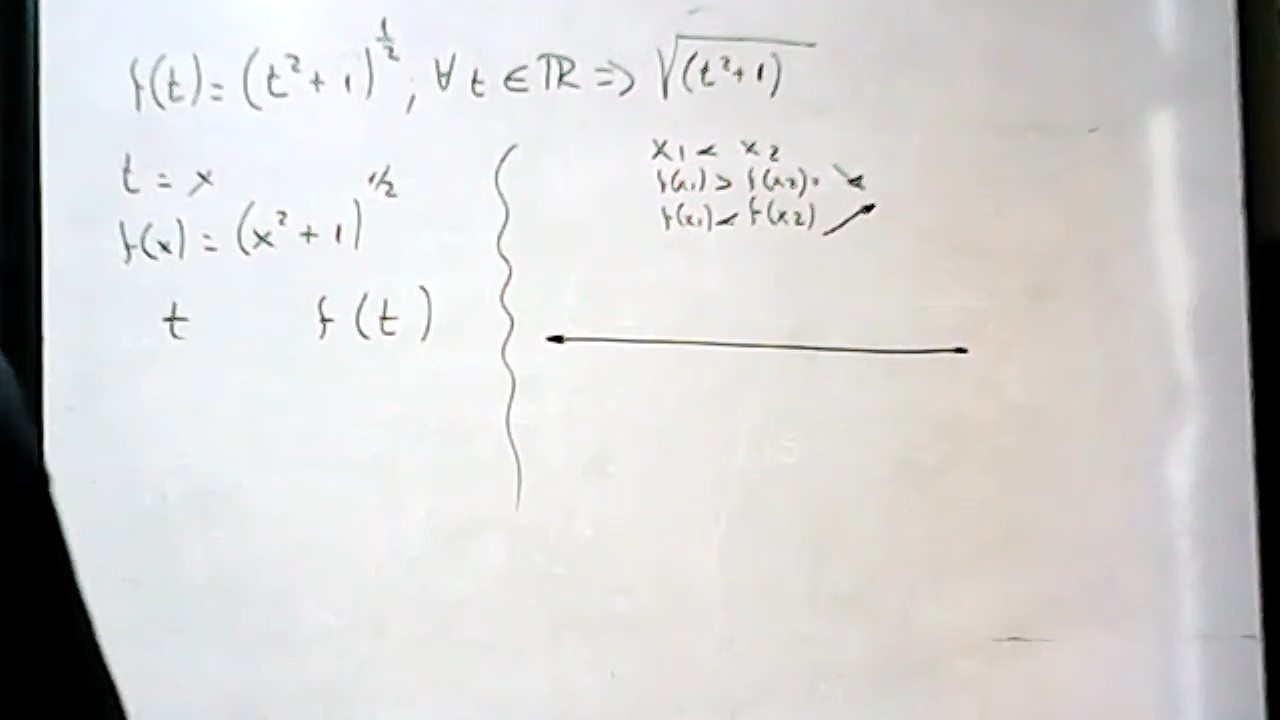 f(t) = (t²+1)^½, ∀ t ∈ ℝ => √(t²+1)
t = x
f(x) = (x²+1)^1/2
t f(t)
x1 < x2
f(x1) > f(x2) ↘
f(x1) < f(x2) ↗